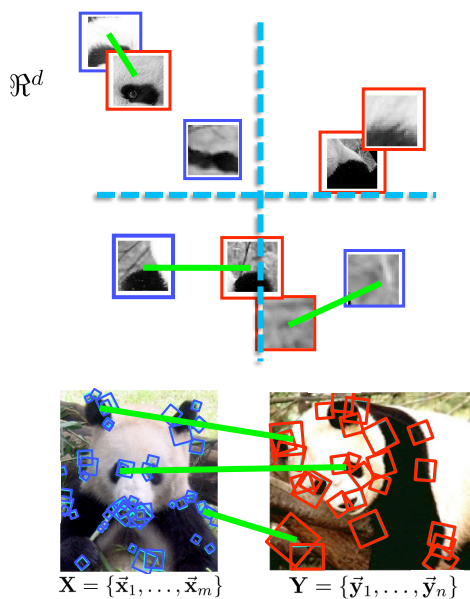 ℜ^d
X = {x⃗_1, . . . , x⃗_m}
Y = {y⃗_1, . . . , y⃗_n}